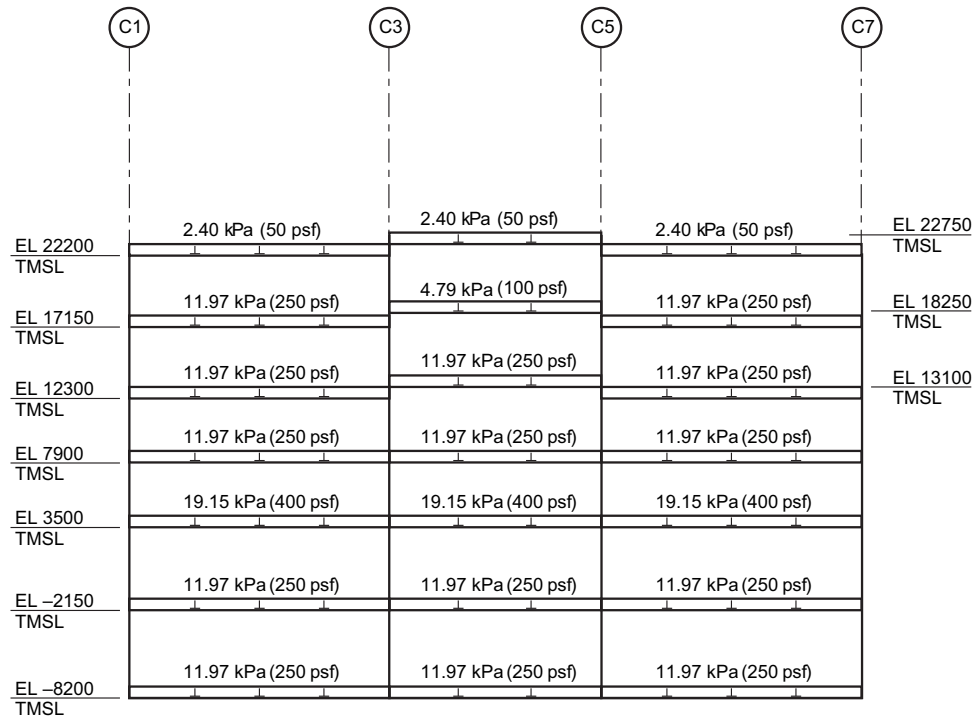 C1 C3 C5 C7
2.40 kPa (50 psf) 2.40 kPa (50 psf) 2.40 kPa (50 psf)
EL 22200
TMSL
EL 22750
TMSL
11.97 kPa (250 psf) 4.79 kPa (100 psf) 11.97 kPa (250 psf)
EL 17150
TMSL
EL 18250
TMSL
11.97 kPa (250 psf) 11.97 kPa (250 psf) 11.97 kPa (250 psf)
EL 12300
TMSL
EL 13100
TMSL
11.97 kPa (250 psf) 11.97 kPa (250 psf) 11.97 kPa (250 psf)
EL 7900
TMSL
19.15 kPa (400 psf) 19.15 kPa (400 psf) 19.15 kPa (400 psf)
EL 3500
TMSL
11.97 kPa (250 psf) 11.97 kPa (250 psf) 11.97 kPa (250 psf)
EL –2150
TMSL
11.97 kPa (250 psf) 11.97 kPa (250 psf) 11.97 kPa (250 psf)
EL –8200
TMSL